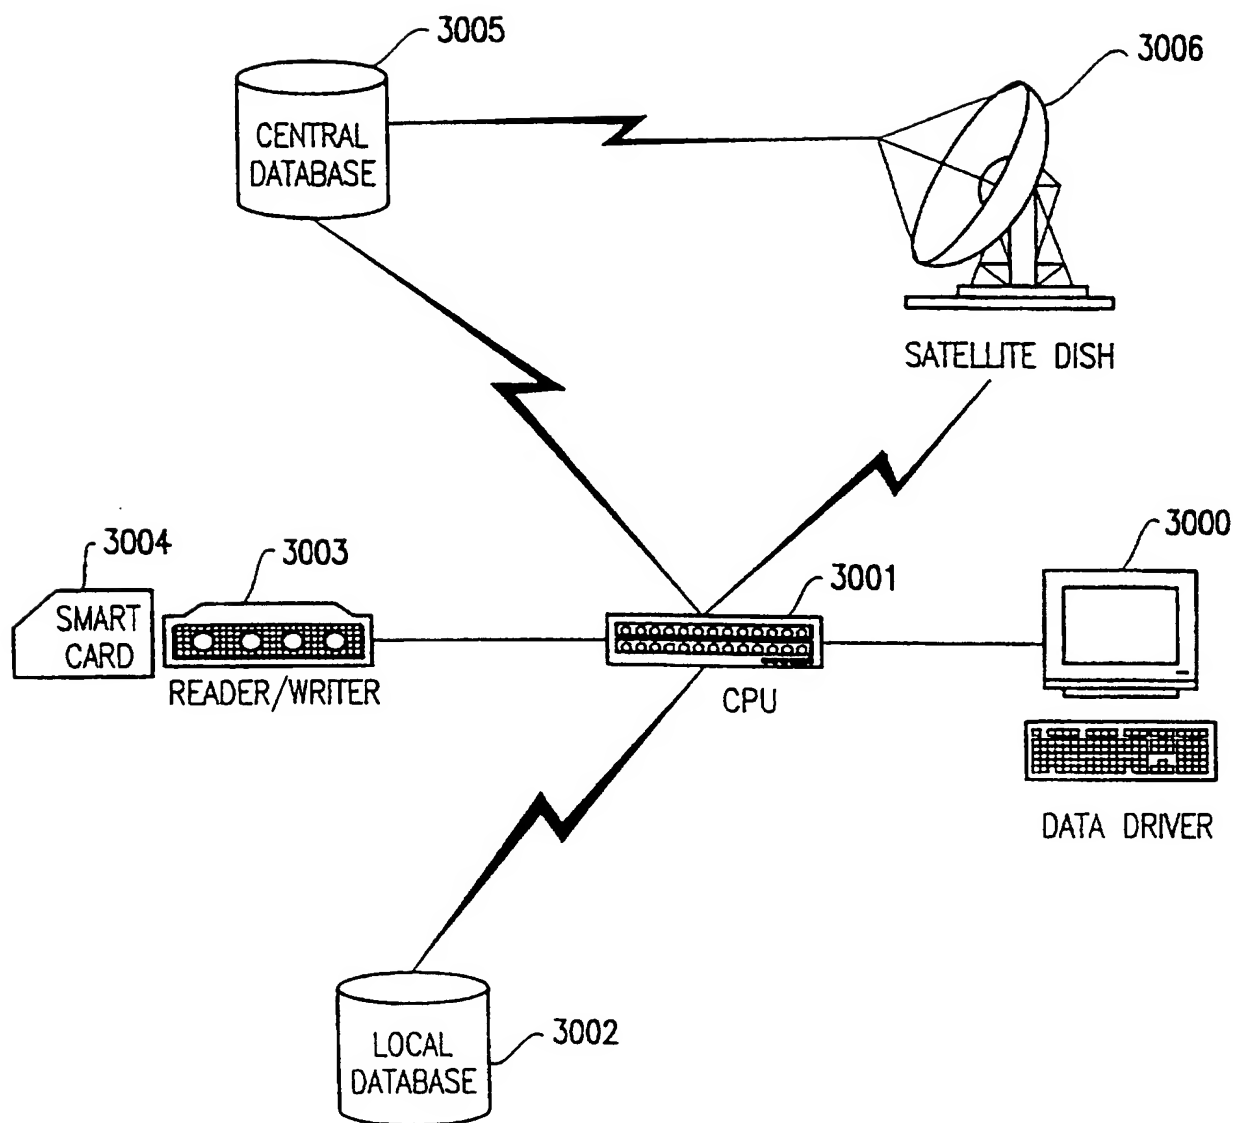 3005
3006
CENTRAL
DATABASE
SATELLITE DISH
3004
3003
3001
3000
SMART
CARD
READER/WRITER
CPU
DATA DRIVER
LOCAL
DATABASE
3002